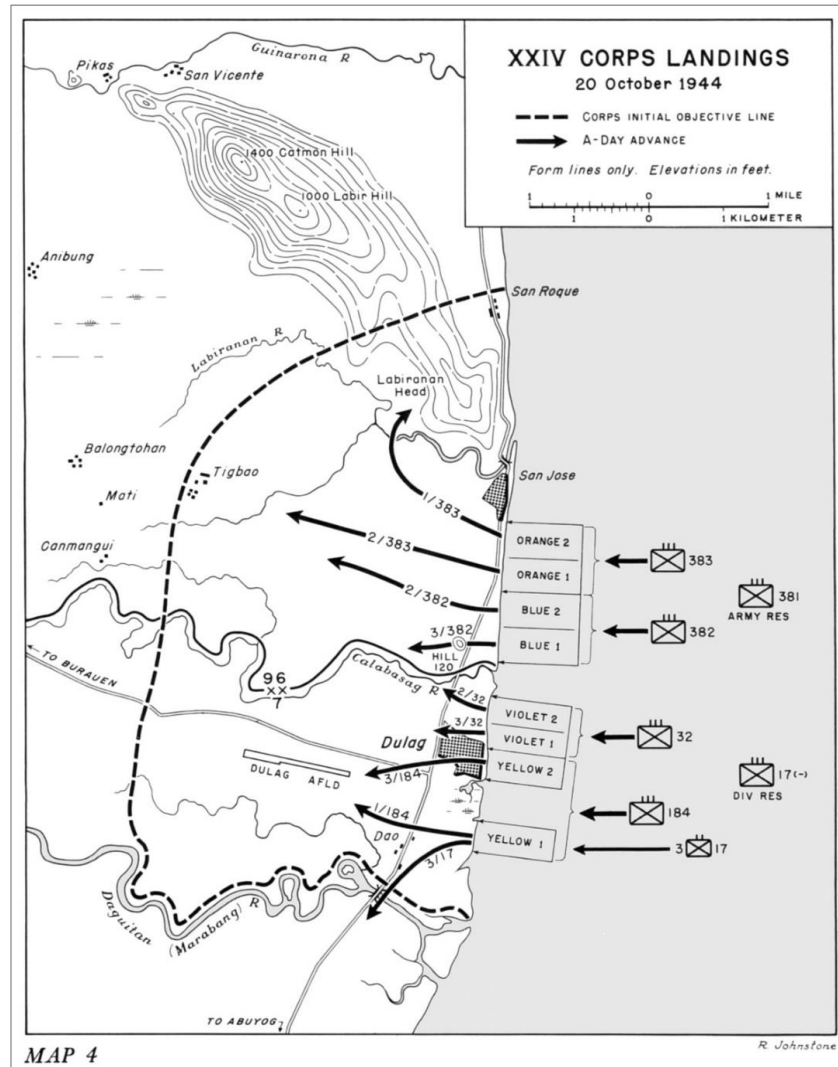 XXIV CORPS LANDINGS
20 October 1944
CORPS INITIAL OBJECTIVE LINE
A-DAY ADVANCE
Form lines only. Elevations in feet.
1 0 1 MILE
1 0 1 KILOMETER
Guinarona R
Pikas
San Vicente
1400 Catmon Hill
1000 Labir Hill
Anibung
San Roque
Labiranan R
Labiranan
Head
Balongtohan
Tigbao
San Jose
Mati
1/383
Canmangui
2/383
ORANGE 2
383
ORANGE 1
2/382
BLUE 2
381
ARMY RES
3/382
BLUE 1
382
HILL
120
TO BURAUEN
96
XX
7
Calabasag R
2/32
VIOLET 2
3/32
VIOLET 1
32
Dulag
YELLOW 2
DULAG AFLD
3/184
17(-)
DIV RES
1/184
184
Dao
YELLOW 1
3/17
3 17
Daguitan
(Marabang) R
TO ABUYOG
MAP 4
R. Johnstone